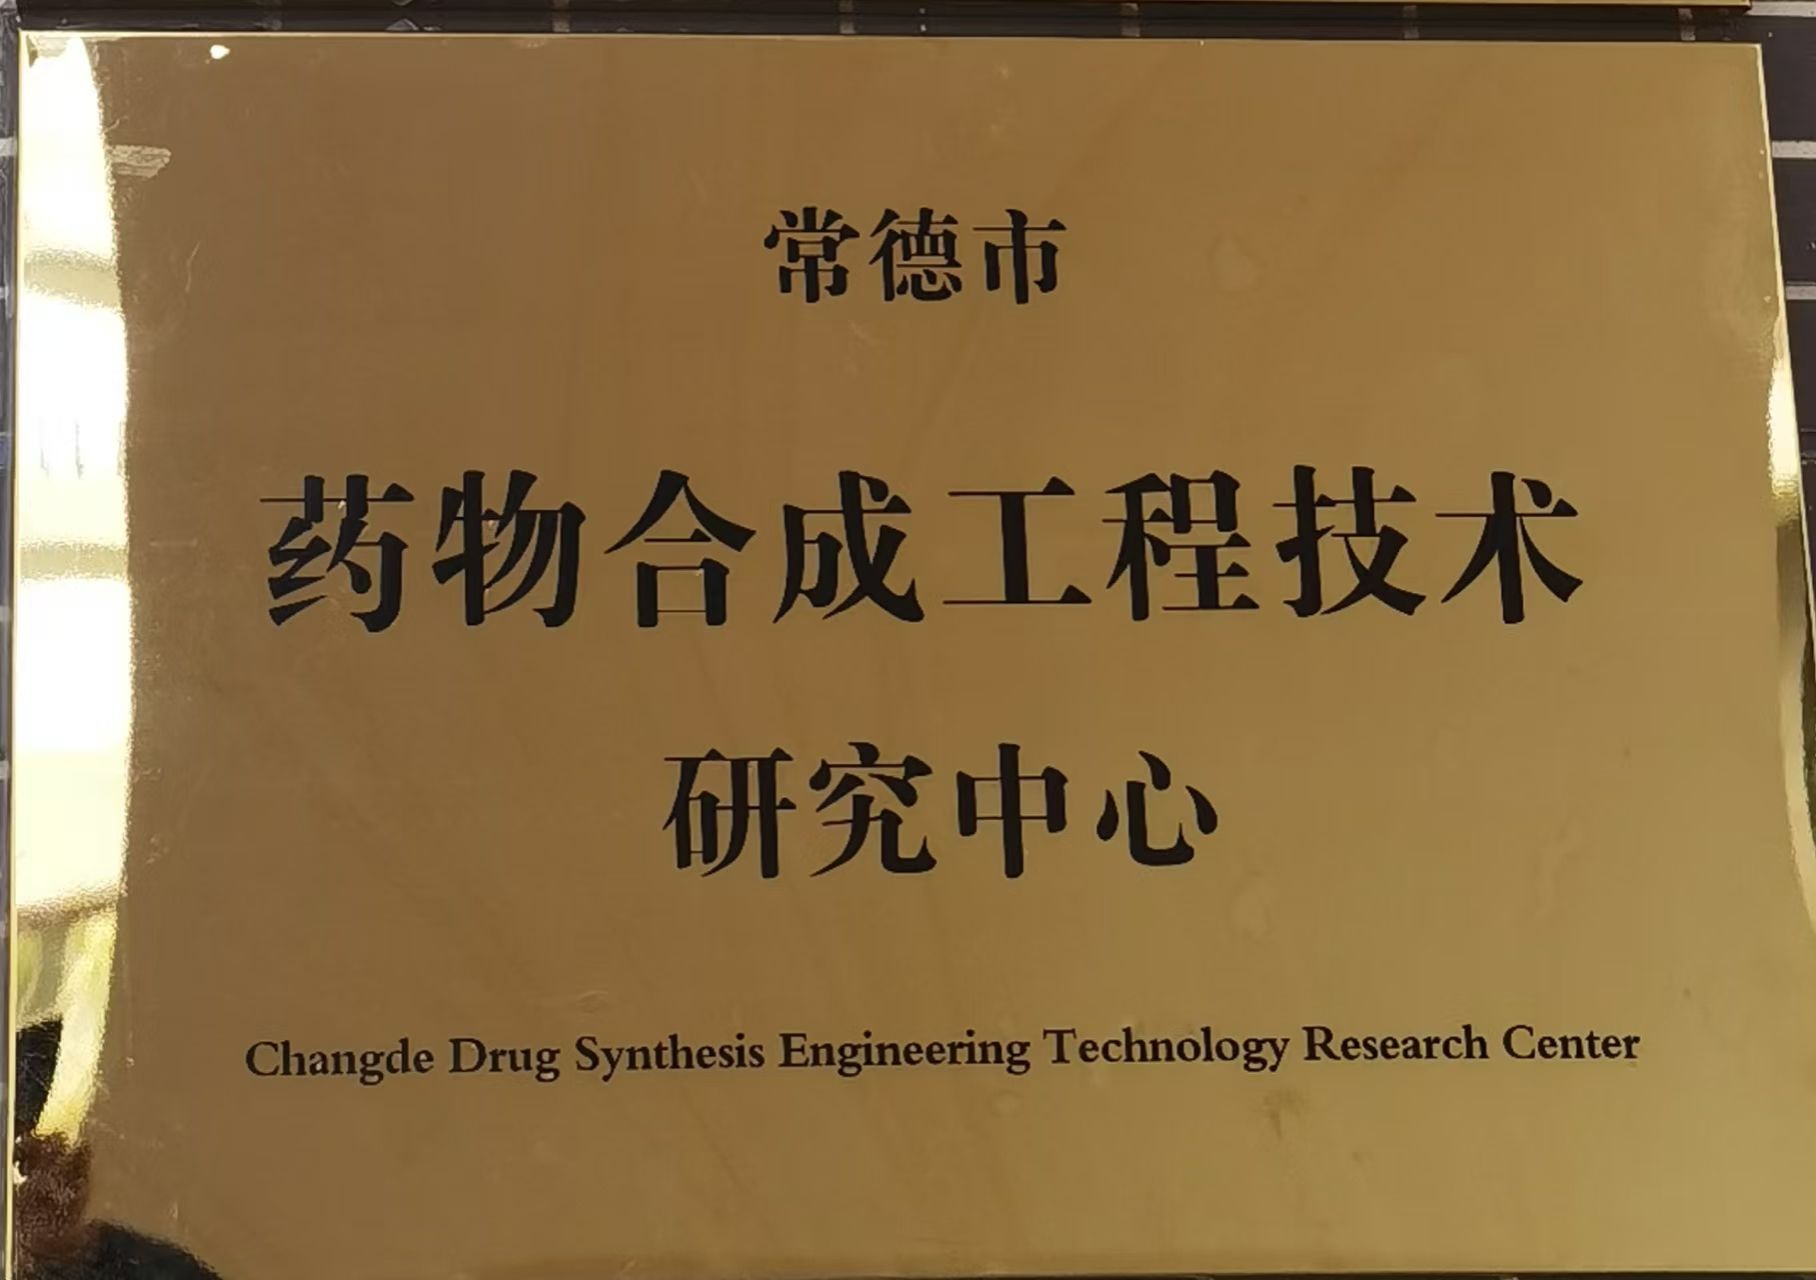 常德市
药物合成工程技术
研究中心
Changde Drug Synthesis Engineering Technology Research Center